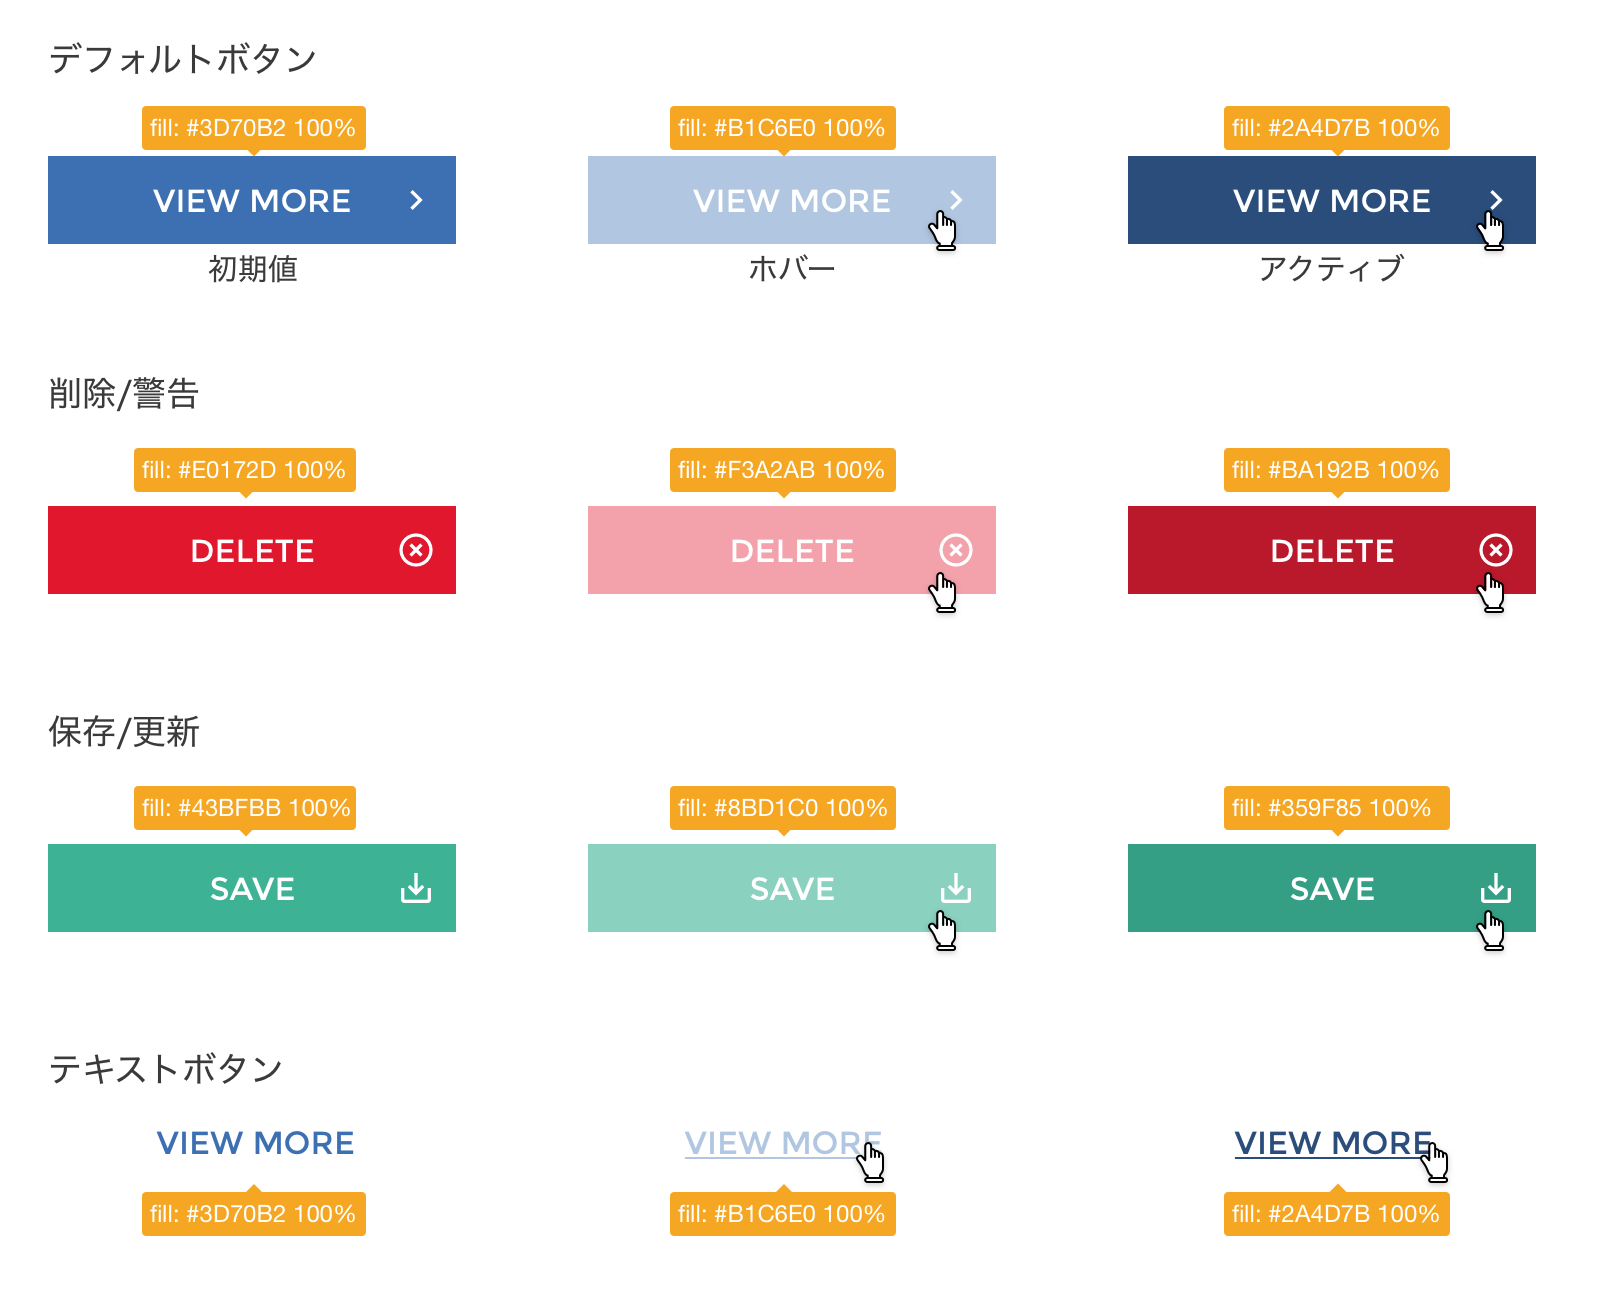 デフォルトボタン
fill: #3D70B2 100%
fill: #B1C6E0 100%
fill: #2A4D7B 100%
VIEW MORE
VIEW MORE
VIEW MORE
初期値
ホバー
アクティブ
削除/警告
fill: #E0172D 100%
fill: #F3A2AB 100%
fill: #BA192B 100%
DELETE
DELETE
DELETE
保存/更新
fill: #43BFBB 100%
fill: #8BD1C0 100%
fill: #359F85 100%
SAVE
SAVE
SAVE
テキストボタン
VIEW MORE
VIEW MORE
VIEW MORE
fill: #3D70B2 100%
fill: #B1C6E0 100%
fill: #2A4D7B 100%